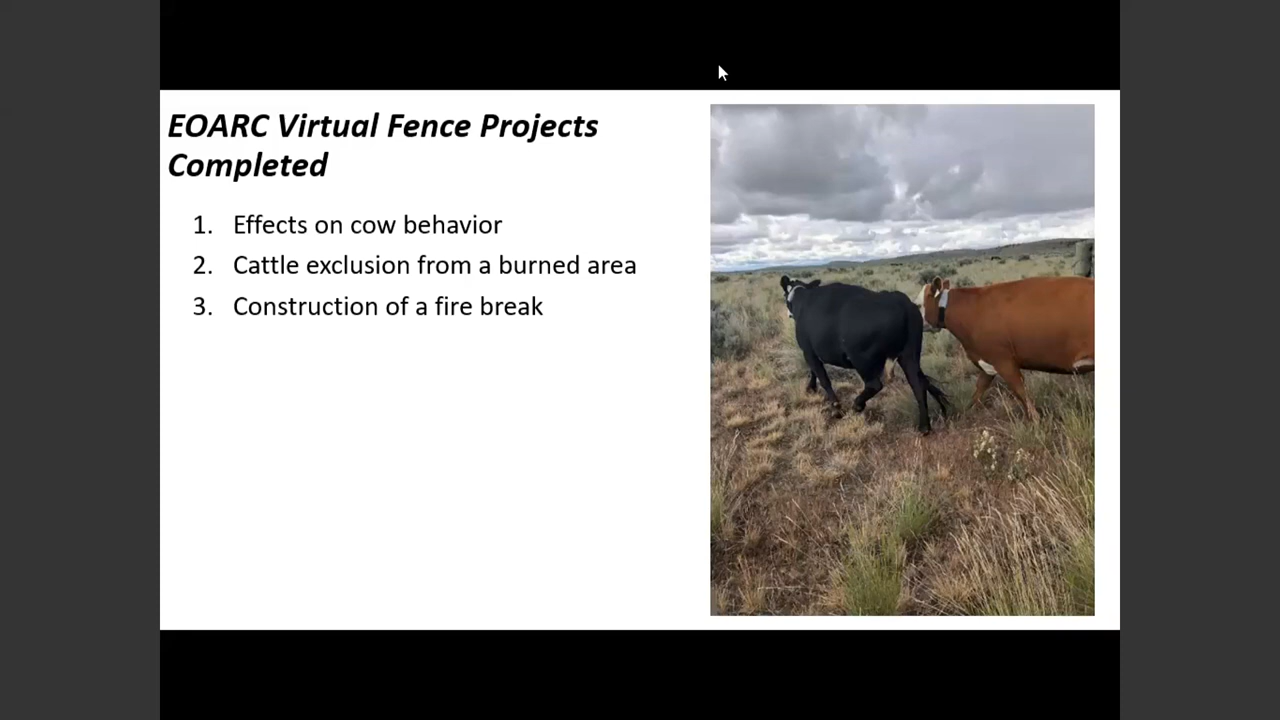 EOARC Virtual Fence Projects
Completed
1. Effects on cow behavior
2. Cattle exclusion from a burned area
3. Construction of a fire break